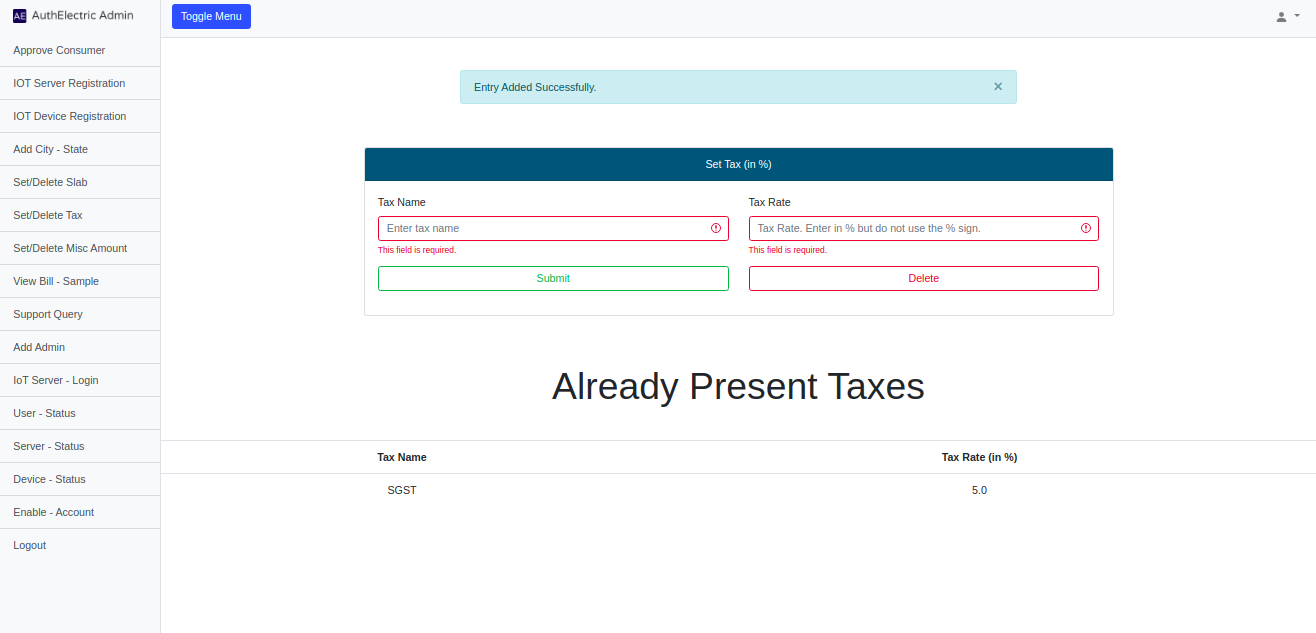 AE AuthElectric Admin
Toggle Menu
Approve Consumer
IOT Server Registration
IOT Device Registration
Add City - State
Set/Delete Slab
Set/Delete Tax
Set/Delete Misc Amount
View Bill - Sample
Support Query
Add Admin
IoT Server - Login
User - Status
Server - Status
Device - Status
Enable - Account
Logout
Entry Added Successfully. ×
Set Tax (in %)
Tax Name Tax Rate
Enter tax name Tax Rate. Enter in % but do not use the % sign.
This field is required. This field is required.
Submit Delete
Already Present Taxes
Tax Name Tax Rate (in %)
SGST 5.0